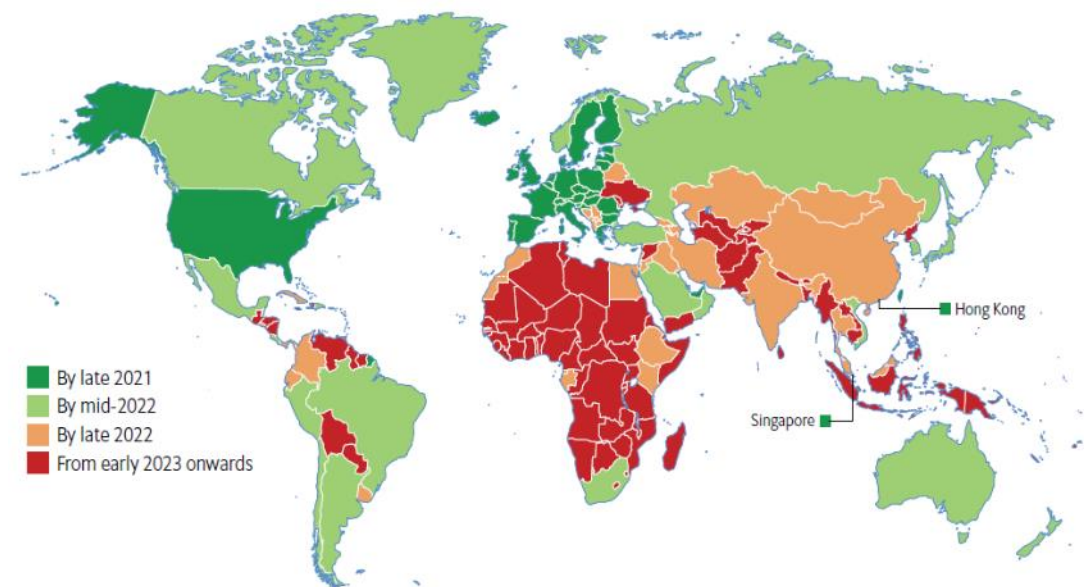 Hong Kong
By late 2021
By mid-2022
By late 2022
From early 2023 onwards
Singapore